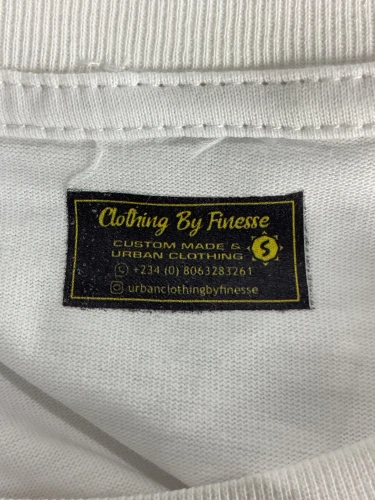 Clothing By Finesse
CUSTOM MADE &
URBAN CLOTHING
S
+234 (0) 8063283261
urbanclothingbyfinesse